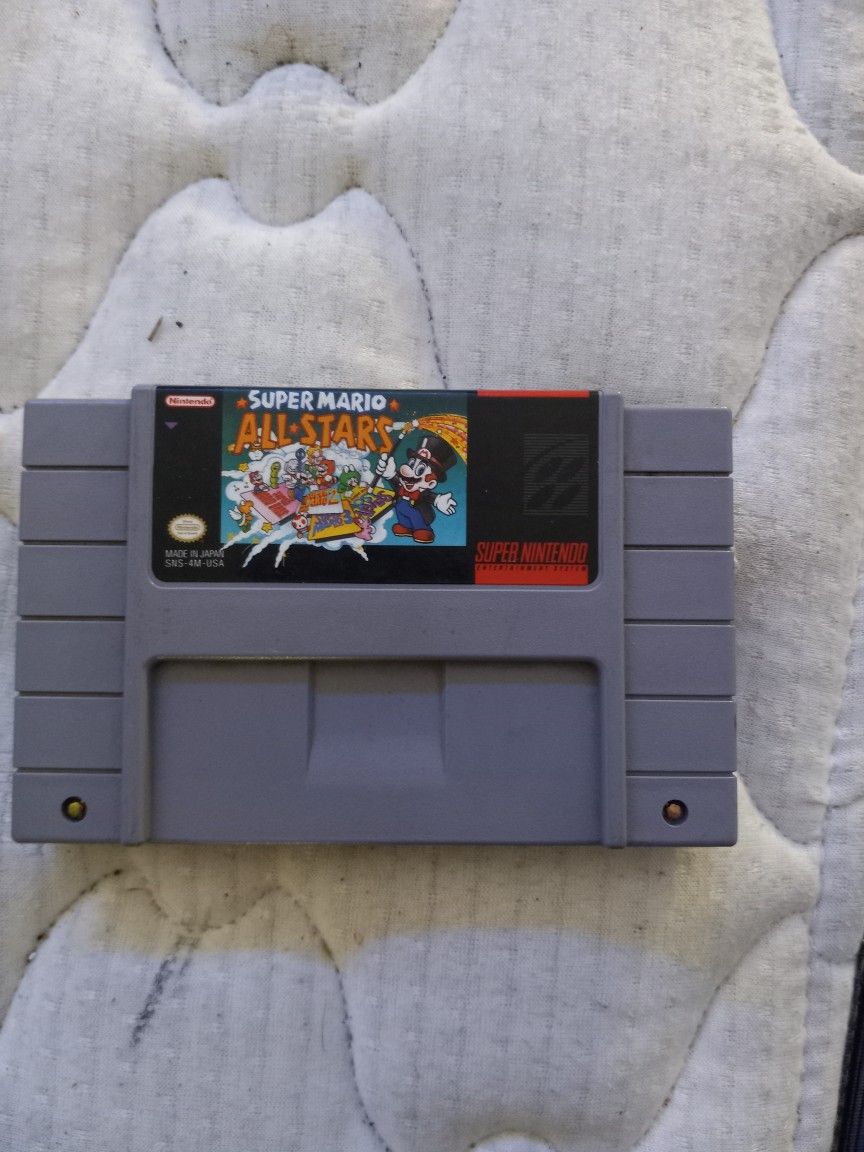 Nintendo
SUPER MARIO
ALL★STARS
MADE IN JAPAN
SNS-4M-USA
SUPER NINTENDO
ENTERTAINMENT SYSTEM